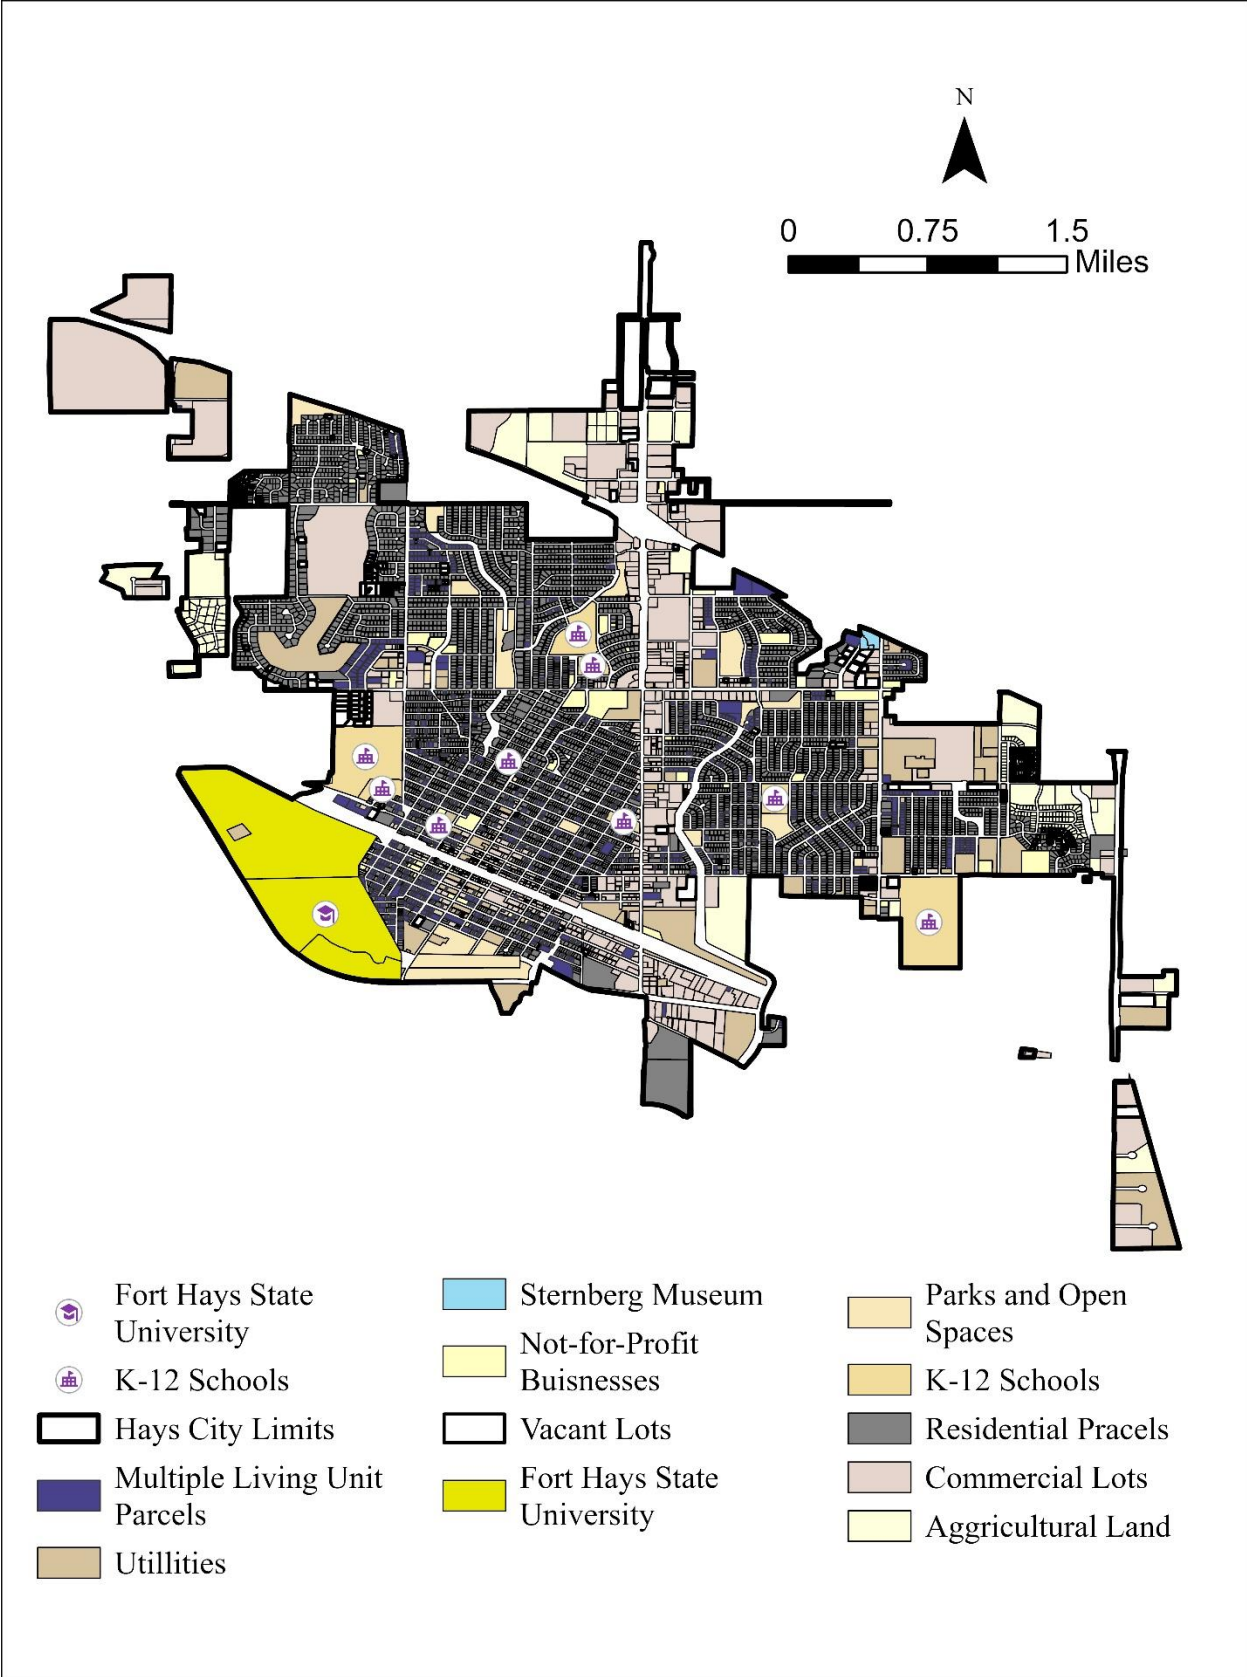 N
0 0.75 1.5
Miles
Fort Hays State
University
K-12 Schools
Hays City Limits
Multiple Living Unit
Parcels
Utillities
Sternberg Museum
Not-for-Profit
Buisnesses
Vacant Lots
Fort Hays State
University
Parks and Open
Spaces
K-12 Schools
Residential Pracels
Commercial Lots
Aggricultural Land